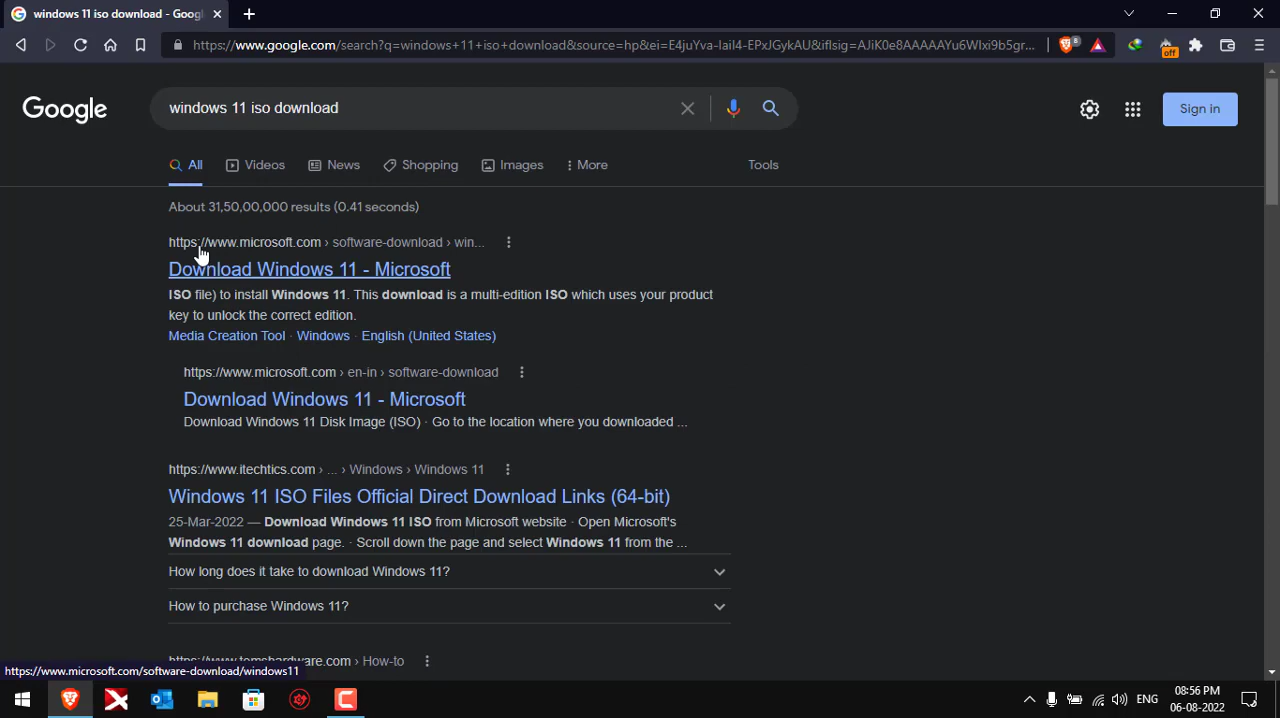 windows 11 iso download - Google
https://www.google.com/search?q=windows+11+iso+download&source=hp&ei=E4juYva-IaiI4-EPxJGykAU&iflsig=AJiK0e8AAAAAYu6WIxi9b5gr...
8
off
Google
windows 11 iso download
Sign in
All
Videos
News
Shopping
Images
More
Tools
About 31,50,00,000 results (0.41 seconds)
https://www.microsoft.com › software-download › win...
Download Windows 11 - Microsoft
ISO file) to install Windows 11. This download is a multi-edition ISO which uses your product
key to unlock the correct edition.
Media Creation Tool · Windows · English (United States)
https://www.microsoft.com › en-in › software-download
Download Windows 11 - Microsoft
Download Windows 11 Disk Image (ISO) · Go to the location where you downloaded ...
https://www.itechtics.com › ... › Windows › Windows 11
Windows 11 ISO Files Official Direct Download Links (64-bit)
25-Mar-2022 — Download Windows 11 ISO from Microsoft website · Open Microsoft's
Windows 11 download page. · Scroll down the page and select Windows 11 from the ...
How long does it take to download Windows 11?
How to purchase Windows 11?
https://www.tomshardware.com › How-to
https://www.microsoft.com/software-download/windows11
ENG
08:56 PM
06-08-2022